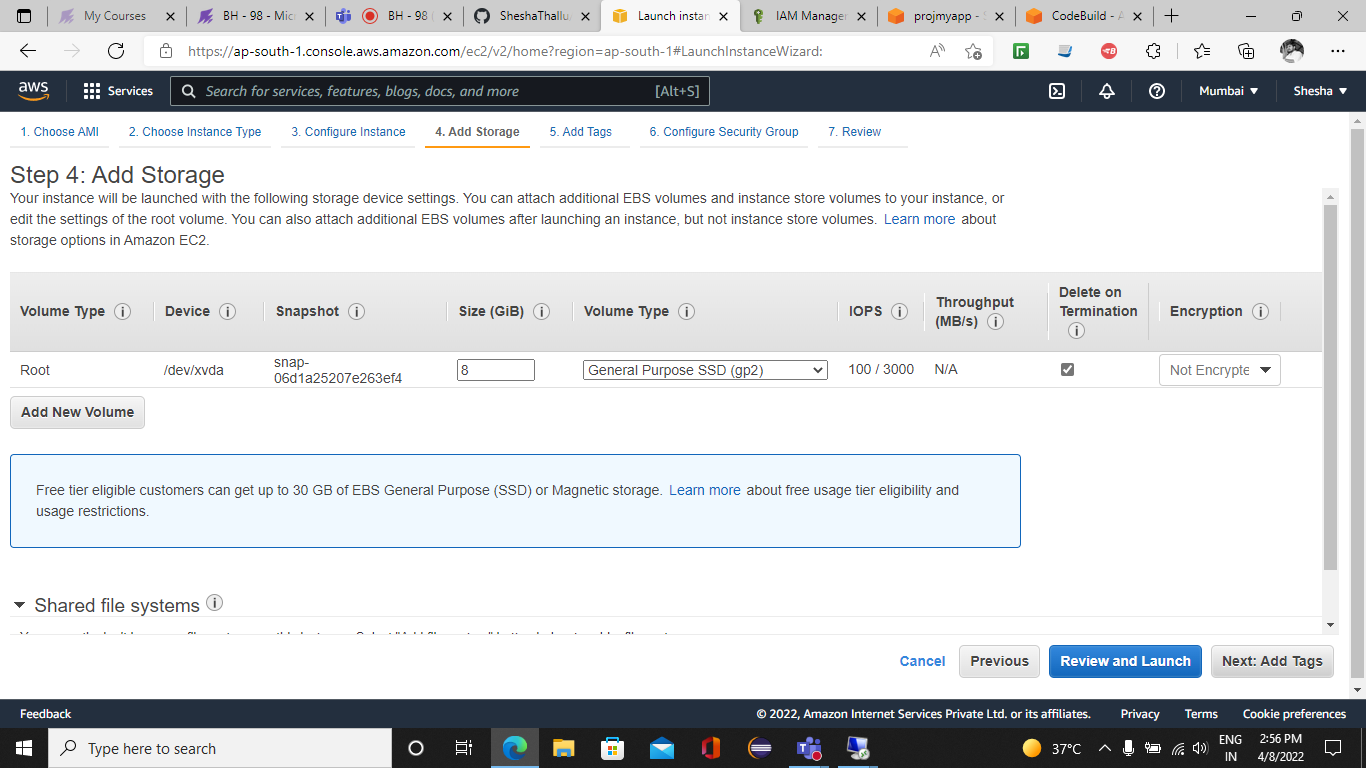 My Courses
BH - 98 - Mic
BH - 98
SheshaThallu
Launch instan
IAM Manager
projmyapp - S
CodeBuild - A
https://ap-south-1.console.aws.amazon.com/ec2/v2/home?region=ap-south-1#LaunchInstanceWizard:
aws
Services
Search for services, features, blogs, docs, and more
[Alt+S]
Mumbai
Shesha
1. Choose AMI
2. Choose Instance Type
3. Configure Instance
4. Add Storage
5. Add Tags
6. Configure Security Group
7. Review
Step 4: Add Storage
Your instance will be launched with the following storage device settings. You can attach additional EBS volumes and instance store volumes to your instance, or
edit the settings of the root volume. You can also attach additional EBS volumes after launching an instance, but not instance store volumes. Learn more about
storage options in Amazon EC2.
Volume Type
Device
Snapshot
Size (GiB)
Volume Type
IOPS
Throughput
(MB/s)
Delete on
Termination
Encryption
Root
/dev/xvda
snap-
06d1a25207e263ef4
8
General Purpose SSD (gp2)
100 / 3000
N/A
Not Encrypte
Add New Volume
Free tier eligible customers can get up to 30 GB of EBS General Purpose (SSD) or Magnetic storage. Learn more about free usage tier eligibility and
usage restrictions.
Shared file systems
Cancel
Previous
Review and Launch
Next: Add Tags
Feedback
© 2022, Amazon Internet Services Private Ltd. or its affiliates.
Privacy
Terms
Cookie preferences
Type here to search
37°C
ENG
IN
2:56 PM
4/8/2022